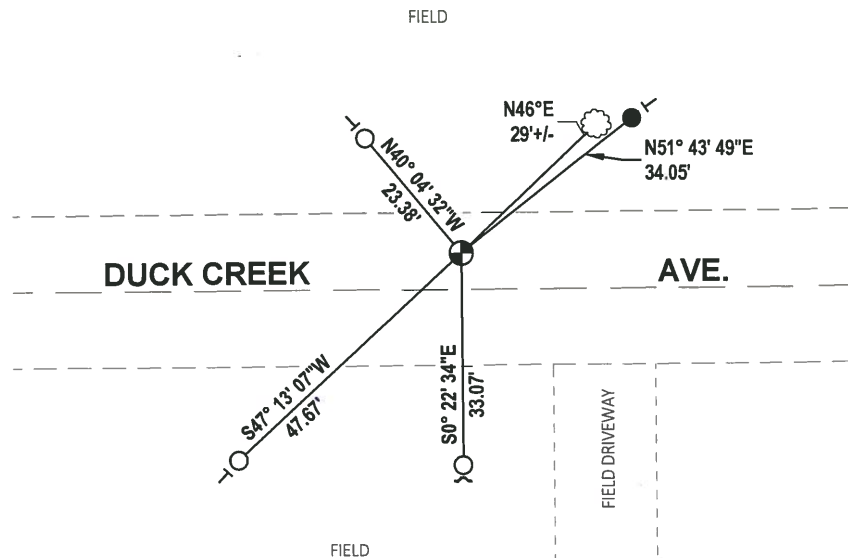 FIELD
N46°E
29'+/-
N51° 43' 49"E
34.05'
N40° 04' 32"W
23.38'
DUCK CREEK AVE.
S47° 13' 07"W
47.67'
S0° 22' 34"E
33.07'
FIELD DRIVEWAY
FIELD